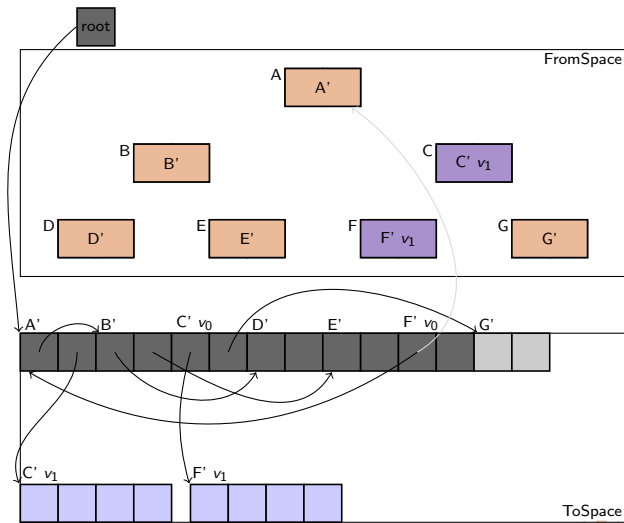 root
FromSpace
A
A'
B
B'
C
C' v₁
D
D'
E
E'
F
F' v₁
G
G'
A' B' C' v₀ D' E' F' v₀ G'
C' v₁ F' v₁
ToSpace